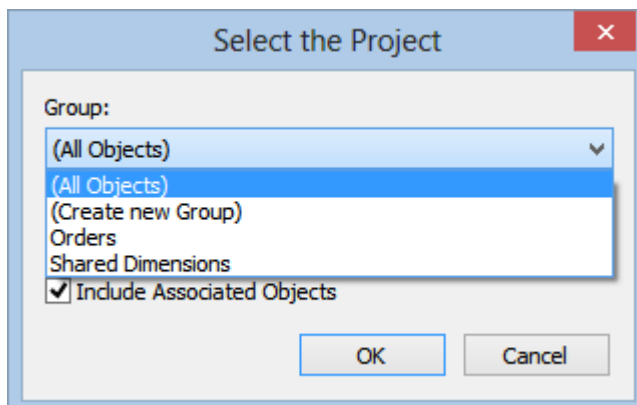 Select the Project
Group:
(All Objects)
(All Objects)
(Create new Group)
Orders
Shared Dimensions
Include Associated Objects
OK Cancel